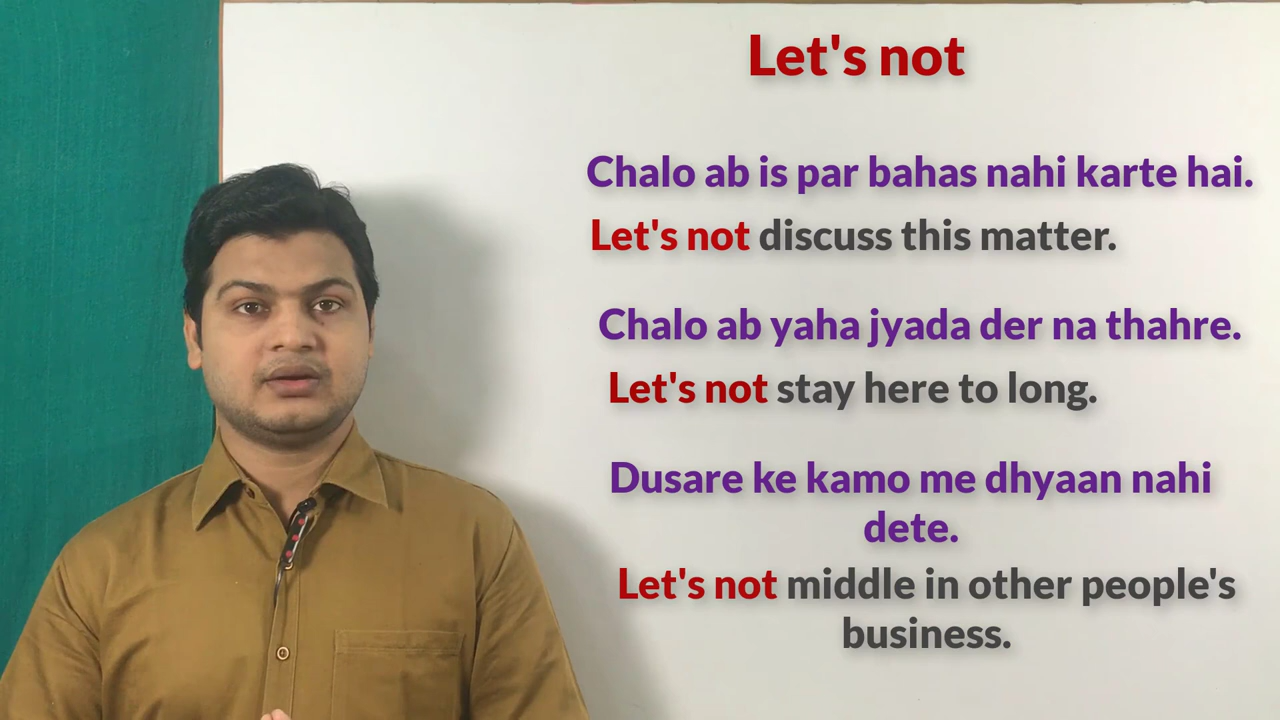 Let's not
Chalo ab is par bahas nahi karte hai.
Let's not discuss this matter.
Chalo ab yaha jyada der na thahre.
Let's not stay here to long.
Dusare ke kamo me dhyaan nahi
dete.
Let's not middle in other people's
business.